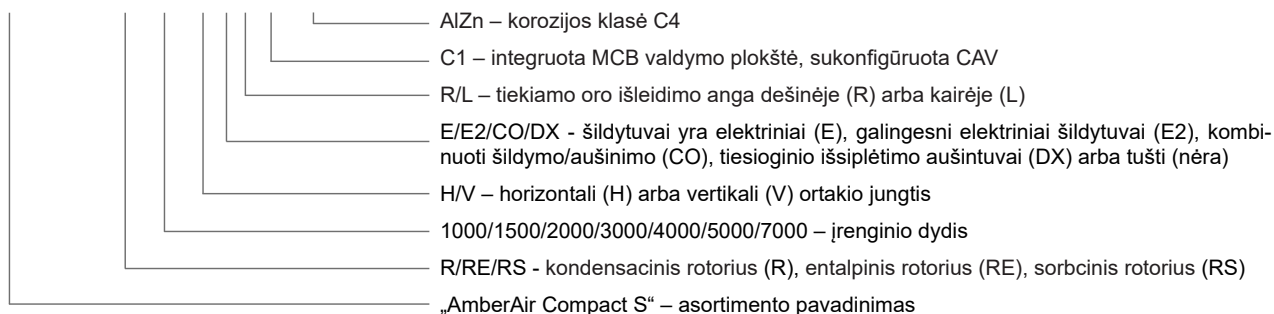 AlZn – korozijos klasė C4
C1 – integruota MCB valdymo plokštė, sukonfigūruota CAV
R/L – tiekiamo oro išleidimo anga dešinėje (R) arba kairėje (L)
E/E2/CO/DX - šildytuvai yra elektriniai (E), galingesni elektriniai šildytuvai (E2), kombi-
nuoti šildymo/aušinimo (CO), tiesioginio išsiplėtimo aušintuvai (DX) arba tušti (nėra)
H/V – horizontali (H) arba vertikali (V) ortakio jungtis
1000/1500/2000/3000/4000/5000/7000 – įrenginio dydis
R/RE/RS - kondensacinis rotorius (R), entalpinis rotorius (RE), sorbcinis rotorius (RS)
„AmberAir Compact S“ – asortimento pavadinimas